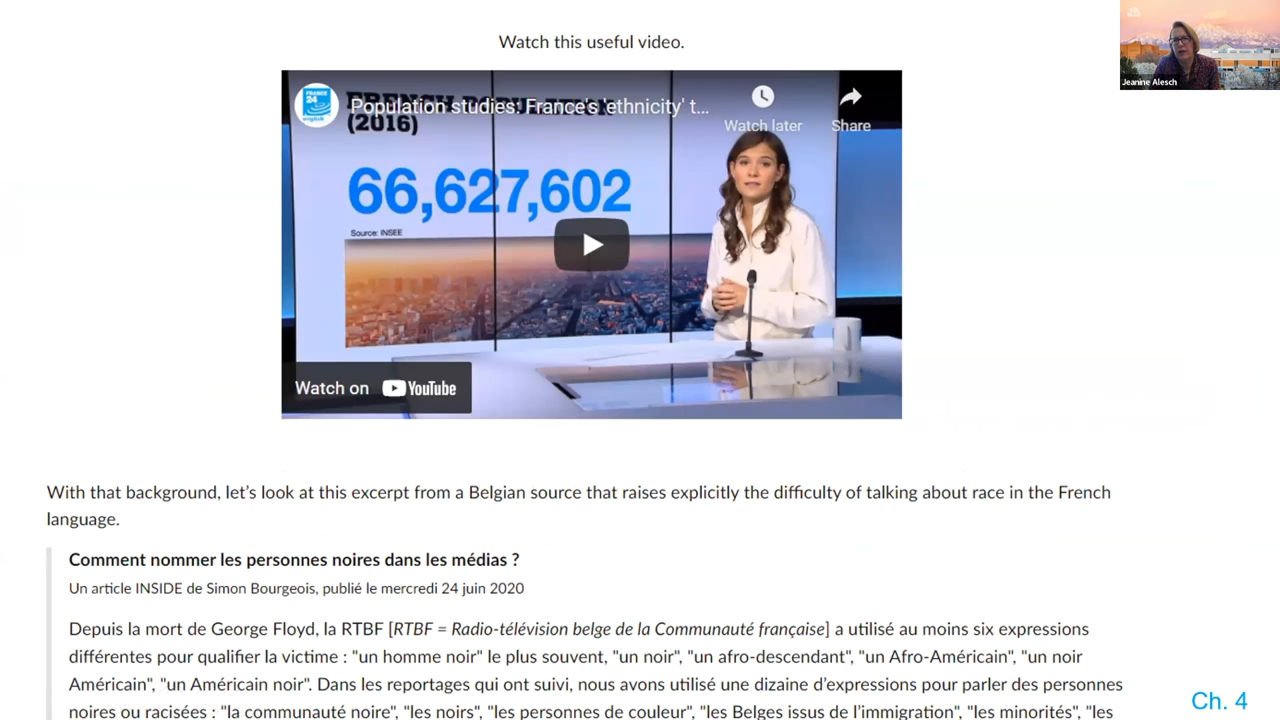 Watch this useful video.
FRANCE
24
english
Population studies: France's 'ethnicity' t...
(2016)
Watch later
Share
66,627,602
Source: INSEE
Watch on YouTube
Jeanine Alesch
With that background, let's look at this excerpt from a Belgian source that raises explicitly the difficulty of talking about race in the French
language.
Comment nommer les personnes noires dans les médias ?
Un article INSIDE de Simon Bourgeois, publié le mercredi 24 juin 2020
Depuis la mort de George Floyd, la RTBF [RTBF = Radio-télévision belge de la Communauté française] a utilisé au moins six expressions
différentes pour qualifier la victime : "un homme noir" le plus souvent, "un noir", "un afro-descendant", "un Afro-Américain", "un noir
Américain", "un Américain noir". Dans les reportages qui ont suivi, nous avons utilisé une dizaine d'expressions pour parler des personnes
noires ou racisées : "la communauté noire", "les noirs", "les personnes de couleur", "les Belges issus de l'immigration", "les minorités", "les
Ch. 4